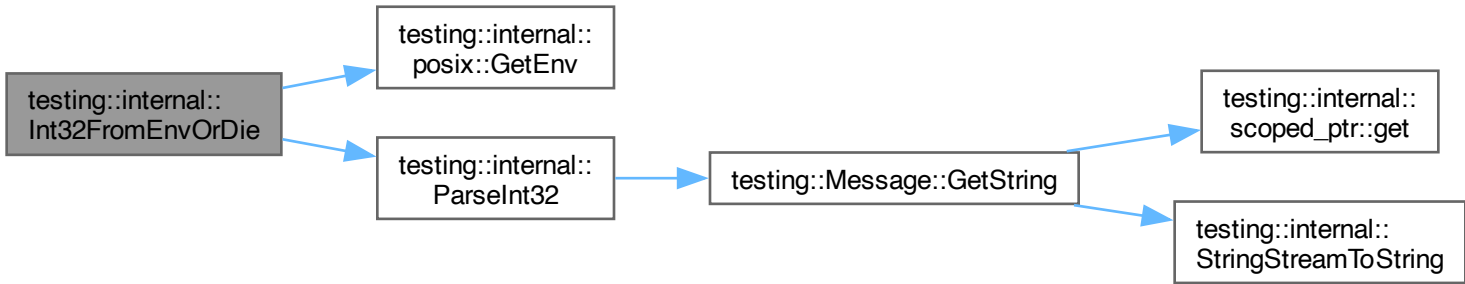 testing::internal::
Int32FromEnvOrDie
testing::internal::
posix::GetEnv
testing::internal::
ParseInt32
testing::Message::GetString
testing::internal::
scoped_ptr::get
testing::internal::
StringStreamToString